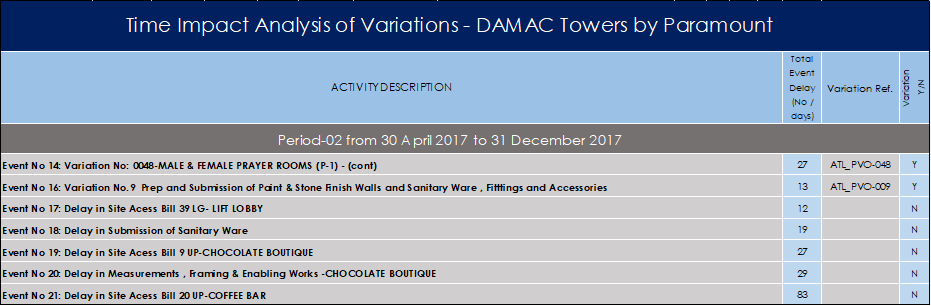 Time Impact Analysis of Variations - DAMAC Towers by Paramount
ACTIVITY DESCRIPTION
Total
Event
Delay
(No /
days)
Variation Ref.
Variation
Y/N
Period-02 from 30 April 2017 to 31 December 2017
Event No 14: Variation No: 0048-MALE & FEMALE PRAYER ROOMS (P-1) - (cont) 27 ATL_PVO-048 Y
Event No 16: Variation No.9 Prep and Submission of Paint & Stone Finish Walls and Sanitary Ware , Fitttings and Accessories 13 ATL_PVO-009 Y
Event No 17: Delay in Site Acess Bill 39 LG- LIFT LOBBY 12 N
Event No 18: Delay in Submission of Sanitary Ware 19 N
Event No 19: Delay in Site Acess Bill 9 UP-CHOCOLATE BOUTIQUE 27 N
Event No 20: Delay in Measurements , Framing & Enabling Works -CHOCOLATE BOUTIQUE 29 N
Event No 21: Delay in Site Acess Bill 20 UP-COFFEE BAR 83 N